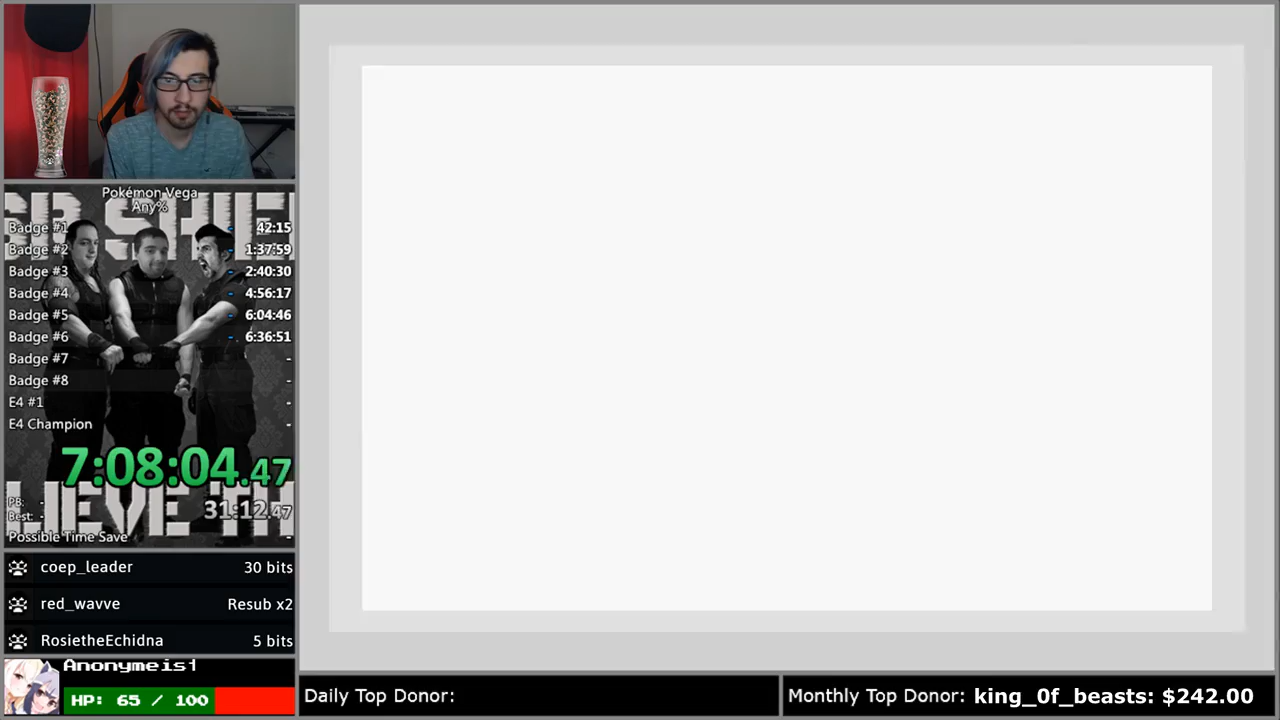 Pokémon Vega
Any%
Badge #1 - 42:15
Badge #2 - 1:37:59
Badge #3 - 2:40:30
Badge #4 - 4:56:17
Badge #5 - 6:04:46
Badge #6 - 6:36:51
Badge #7 -
Badge #8 -
E4 #1 -
E4 Champion -
7:08:04.47
PB: -
Best: -
31:12.47
LIEVE TH
Possible Time Save -
coep_leader 30 bits
red_wavve Resub x2
RosietheEchidna 5 bits
Anonymeis
HP: 65 / 100
Daily Top Donor:
Monthly Top Donor: king_0f_beasts: $242.00